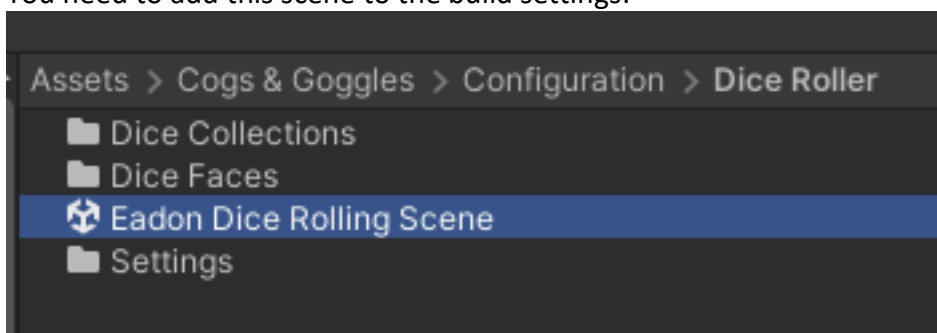 You need to add this scene to the build settings:
Assets > Cogs & Goggles > Configuration > Dice Roller
Dice Collections
Dice Faces
Eadon Dice Rolling Scene
Settings